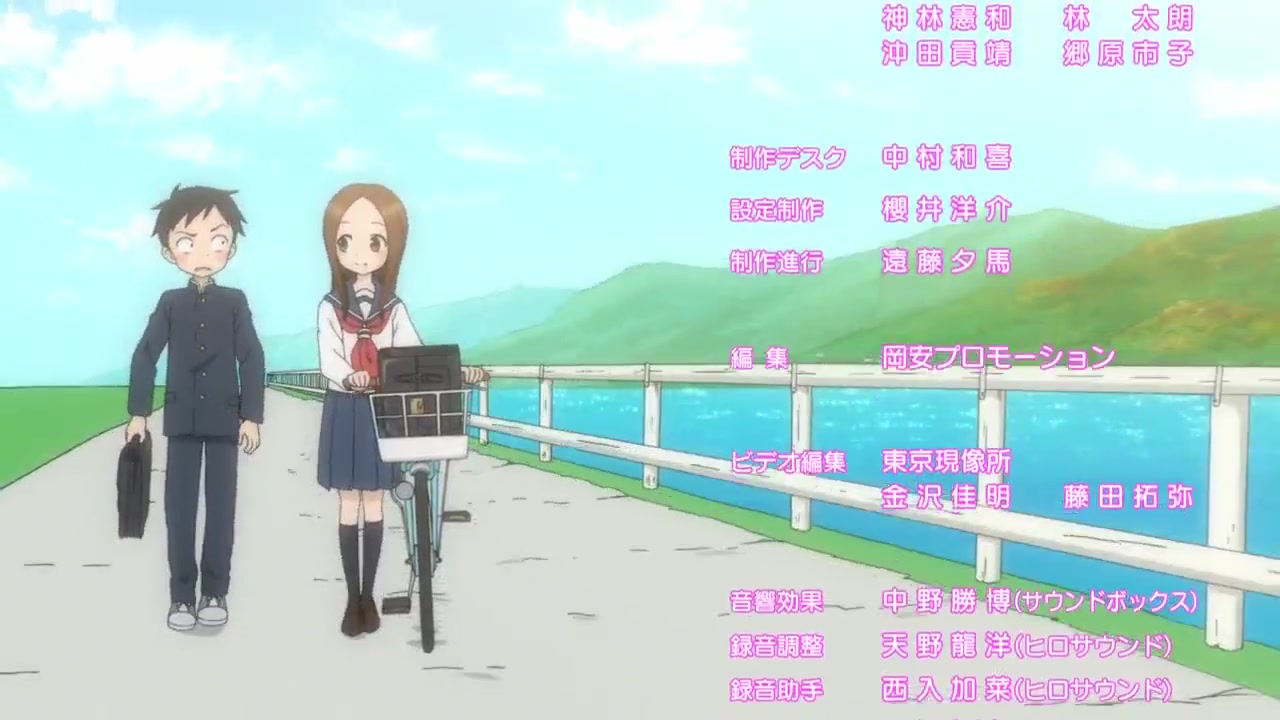 神林憲和 林 太朗
沖田貢靖 郷原市子
制作デスク 中村和喜
設定制作 櫻井洋介
制作進行 遠藤夕馬
編集 岡安プロモーション
ビデオ編集 東京現像所
金沢佳明 藤田拓弥
音響効果 中野勝博(サウンドボックス)
録音調整 天野龍洋(ヒロサウンド)
録音助手 西入加菜(ヒロサウンド)